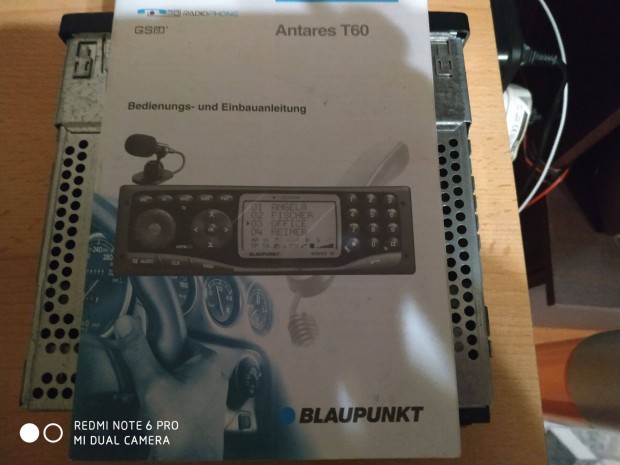 RADIOPHONE
GSM
Antares T60
Bedienungs- und Einbauanleitung
01 ANGELA
02 FISCHER
03 OFFICE
04 REINER
BLAUPUNKT
BLAUPUNKT
REDMI NOTE 6 PRO
MI DUAL CAMERA